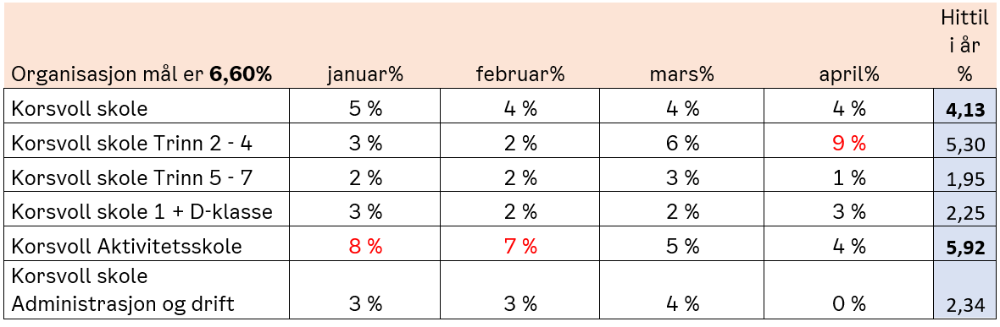 Hittil
i år
Organisasjon mål er 6,60% januar% februar% mars% april% %
Korsvoll skole 5 % 4 % 4 % 4 % 4,13
Korsvoll skole Trinn 2 - 4 3 % 2 % 6 % 9 % 5,30
Korsvoll skole Trinn 5 - 7 2 % 2 % 3 % 1 % 1,95
Korsvoll skole 1 + D-klasse 3 % 2 % 2 % 3 % 2,25
Korsvoll Aktivitetsskole 8 % 7 % 5 % 4 % 5,92
Korsvoll skole
Administrasjon og drift 3 % 3 % 4 % 0 % 2,34